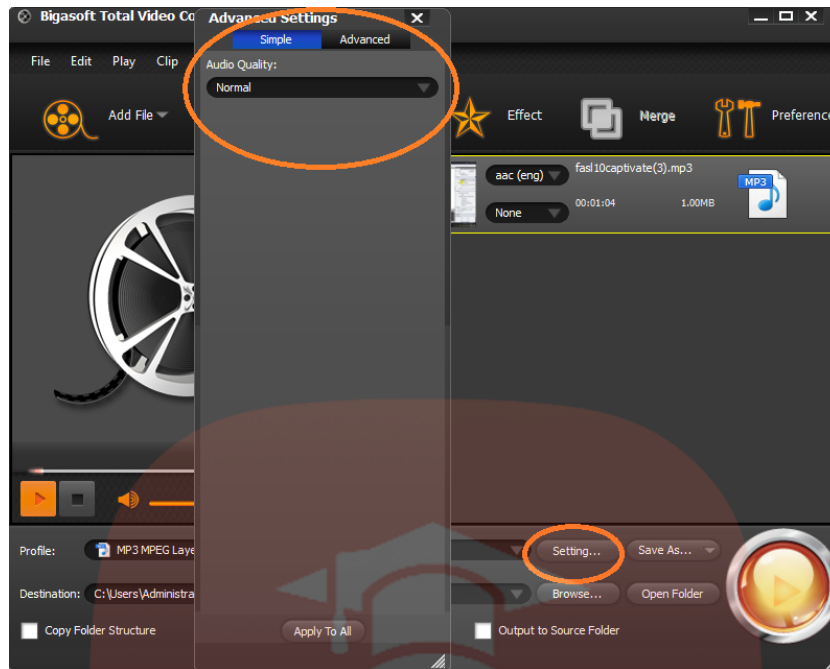 Bigasoft Total Video Co
Advanced Settings
Simple Advanced
File Edit Play Clip
Audio Quality:
Normal
Add File
Effect
Merge
Preference
aac (eng)
fasl10captivate(3).mp3
None
00:01:04 1.00MB
MP3
Profile: MP3 MPEG Laye
Setting... Save As...
Destination: C:\Users\Administra
Browse... Open Folder
Copy Folder Structure
Apply To All
Output to Source Folder